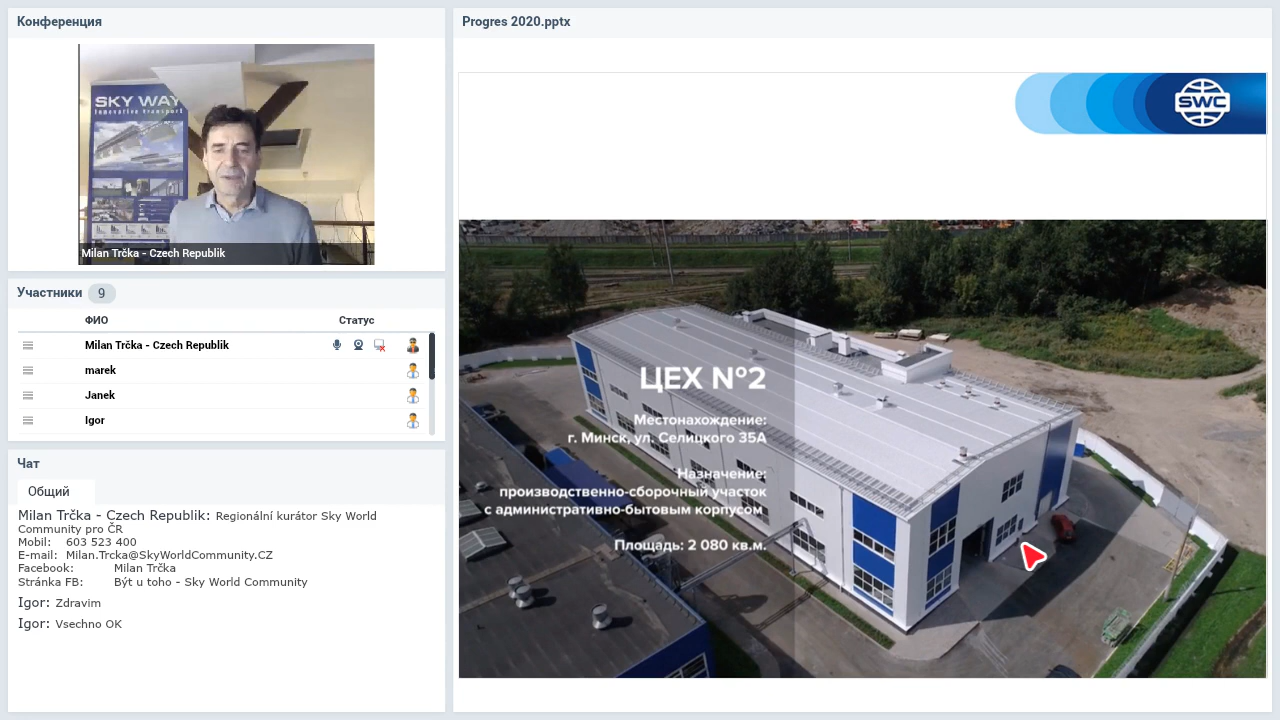 Конференция
SKY WAY
Innovative transport
Milan Trčka - Czech Republik
Участники 9
ФИО Статус
Milan Trčka - Czech Republik
marek
Janek
Igor
Чат
Общий
Milan Trčka - Czech Republik: Regionální kurátor Sky World
Community pro ČR
Mobil: 603 523 400
E-mail: Milan.Trcka@SkyWorldCommunity.CZ
Facebook: Milan Trčka
Stránka FB: Být u toho - Sky World Community
Igor: Zdravim
Igor: Vsechno OK
Progres 2020.pptx
SWC
ЦЕХ №2
Местонахождение:
г. Минск, ул. Селицкого 35А
Назначение:
производственно-сборочный участок
с административно-бытовым корпусом
Площадь: 2 080 кв.м.